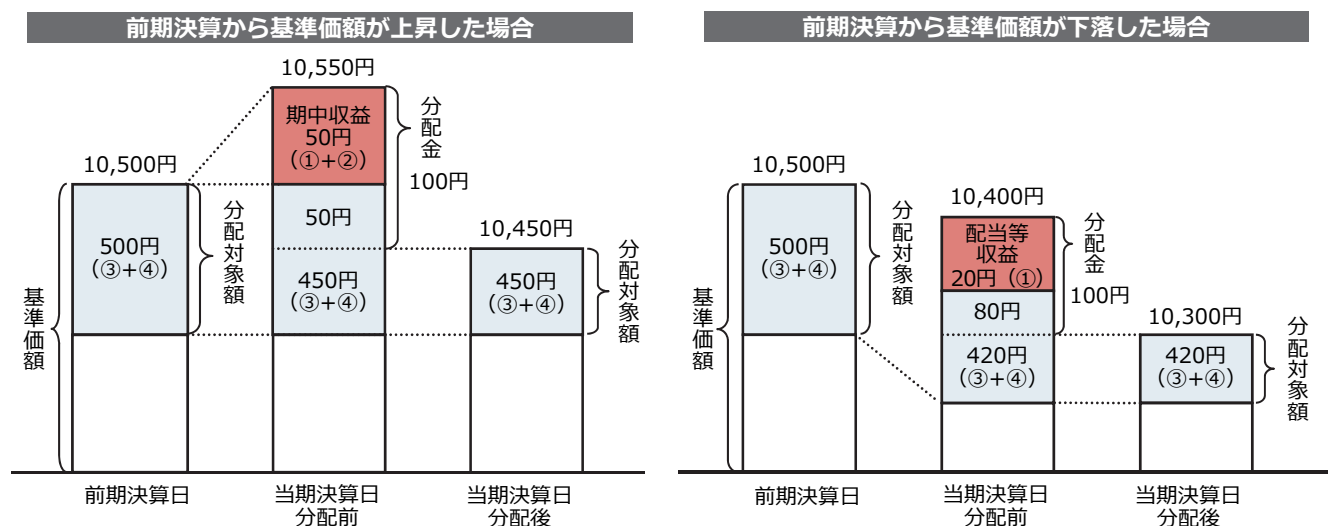 前期決算から基準価額が上昇した場合
10,550円
期中収益
50円
(①+②)
分配金
100円
10,500円
500円
(③+④)
分配対象額
基準価額
50円
450円
(③+④)
10,450円
450円
(③+④)
分配対象額
前期決算日
当期決算日
分配前
当期決算日
分配後
前期決算から基準価額が下落した場合
10,500円
500円
(③+④)
分配対象額
基準価額
10,400円
配当等
収益
20円(①)
分配金
100円
80円
420円
(③+④)
10,300円
420円
(③+④)
分配対象額
前期決算日
当期決算日
分配前
当期決算日
分配後